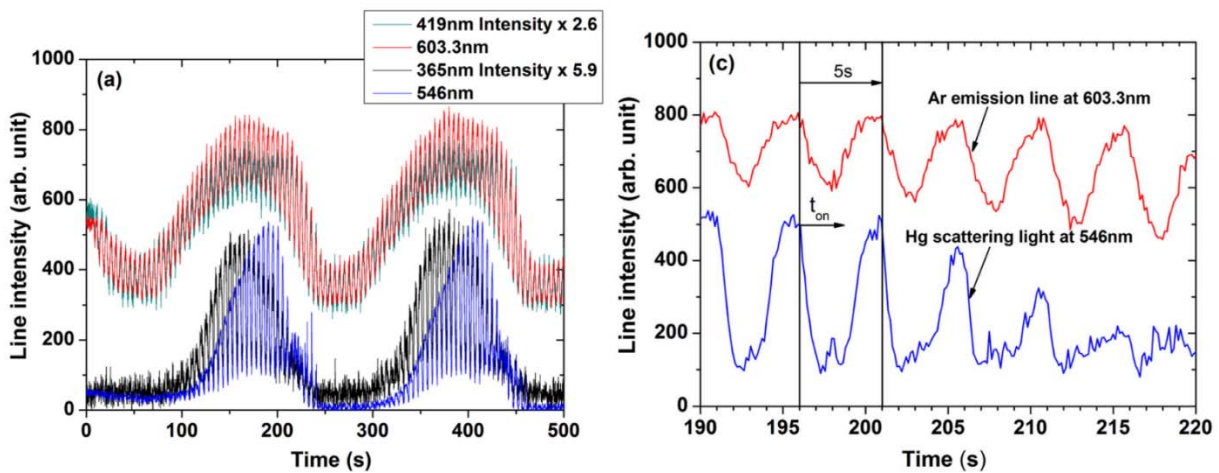 (a)
419nm Intensity x 2.6
603.3nm
365nm Intensity x 5.9
546nm
Line intensity (arb. unit)
1000
800
600
400
200
0
0 100 200 300 400 500
Time (s)
(c)
5s
Ar emission line at 603.3nm
ton
Hg scattering light at 546nm
Line intensity (arb. unit)
1000
800
600
400
200
0
190 195 200 205 210 215 220
Time (s)